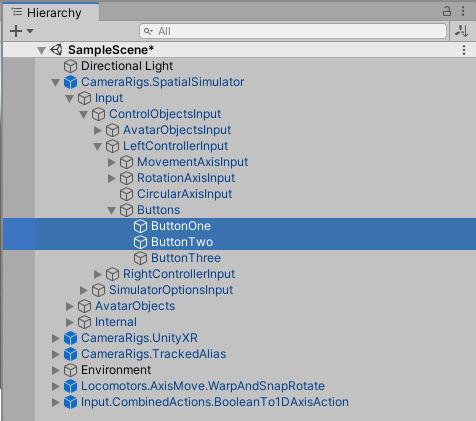 Hierarchy
All
SampleScene*
Directional Light
CameraRigs.SpatialSimulator
Input
ControlObjectsInput
AvatarObjectsInput
LeftControllerInput
MovementAxisInput
RotationAxisInput
CircularAxisInput
Buttons
ButtonOne
ButtonTwo
ButtonThree
RightControllerInput
SimulatorOptionsInput
AvatarObjects
Internal
CameraRigs.UnityXR
CameraRigs.TrackedAlias
Environment
Locomotors.AxisMove.WarpAndSnapRotate
Input.CombinedActions.BooleanTo1DAxisAction